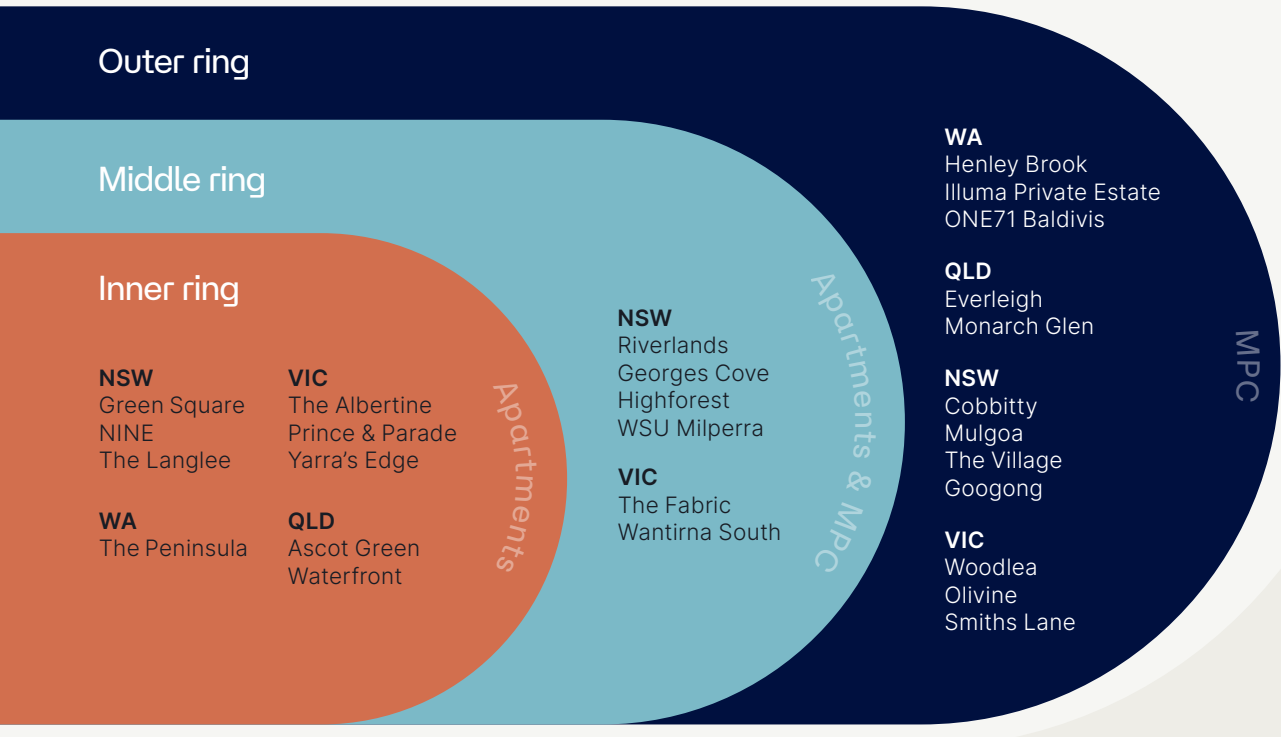 Outer ring
Middle ring
Inner ring
NSW
Green Square
NINE
The Langlee
WA
The Peninsula
VIC
The Albertine
Prince & Parade
Yarra’s Edge
QLD
Ascot Green
Waterfront
Apartments
NSW
Riverlands
Georges Cove
Highforest
WSU Milperra
VIC
The Fabric
Wantirna South
Apartments & MPC
WA
Henley Brook
Illuma Private Estate
ONE71 Baldivis
QLD
Everleigh
Monarch Glen
NSW
Cobbitty
Mulgoa
The Village
Googong
VIC
Woodlea
Olivine
Smiths Lane
MPC